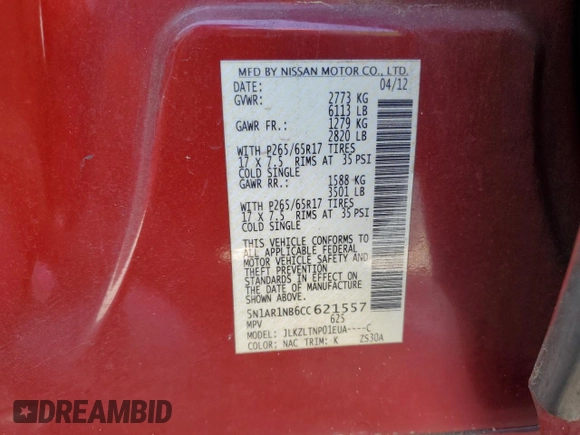 MFD BY NISSAN MOTOR CO., LTD.
DATE: 04/12
GVWR: 2773 KG
6113 LB
GAWR FR.: 1279 KG
2820 LB
WITH P265/65R17 TIRES
17 X 7.5 RIMS AT 35 PSI
COLD SINGLE
GAWR RR.: 1588 KG
3501 LB
WITH P265/65R17 TIRES
17 X 7.5 RIMS AT 35 PSI
COLD SINGLE
THIS VEHICLE CONFORMS TO
ALL APPLICABLE FEDERAL
MOTOR VEHICLE SAFETY AND
THEFT PREVENTION
STANDARDS IN EFFECT ON
THE DATE OF MANUFACTURE
SHOWN ABOVE.
5N1AR1NB6CC621557
MPV 625
MODEL: JLKZLTNP01EUA----C
COLOR: NAC TRIM: K ZS30A
DREAMBID